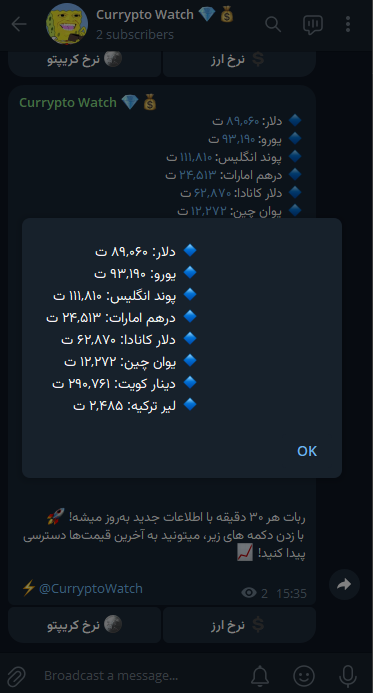 Currypto Watch 💎 💰
2 subscribers
نرخ کریپتو 🌚
نرخ ارز 💲
Currypto Watch 💎 💰
🔷 دلار: ۸۹,۰۶۰ ت
🔷 یورو: ۹۳,۱۹۰ ت
🔷 پوند انگلیس: ۱۱۱,۸۱۰ ت
🔷 درهم امارات: ۲۴,۵۱۳ ت
🔷 دلار کانادا: ۶۲,۸۷۰ ت
🔷 یوان چین: ۱۲,۲۷۲ ت
🔷 دلار: ۸۹,۰۶۰ ت
🔷 یورو: ۹۳,۱۹۰ ت
🔷 پوند انگلیس: ۱۱۱,۸۱۰ ت
🔷 درهم امارات: ۲۴,۵۱۳ ت
🔷 دلار کانادا: ۶۲,۸۷۰ ت
🔷 یوان چین: ۱۲,۲۷۲ ت
🔷 دینار کویت: ۲۹۰,۷۶۱ ت
🔷 لیر ترکیه: ۲,۴۸۵ ت
OK
ربات هر ۳۰ دقیقه با اطلاعات جدید به‌روز میشه! 🚀
با زدن دکمه های زیر، میتونید به آخرین قیمت‌ها دسترسی
پیدا کنید! 📈
⚡ @CurryptoWatch
2 15:35
نرخ کریپتو 🌚
نرخ ارز 💲
Broadcast a message...